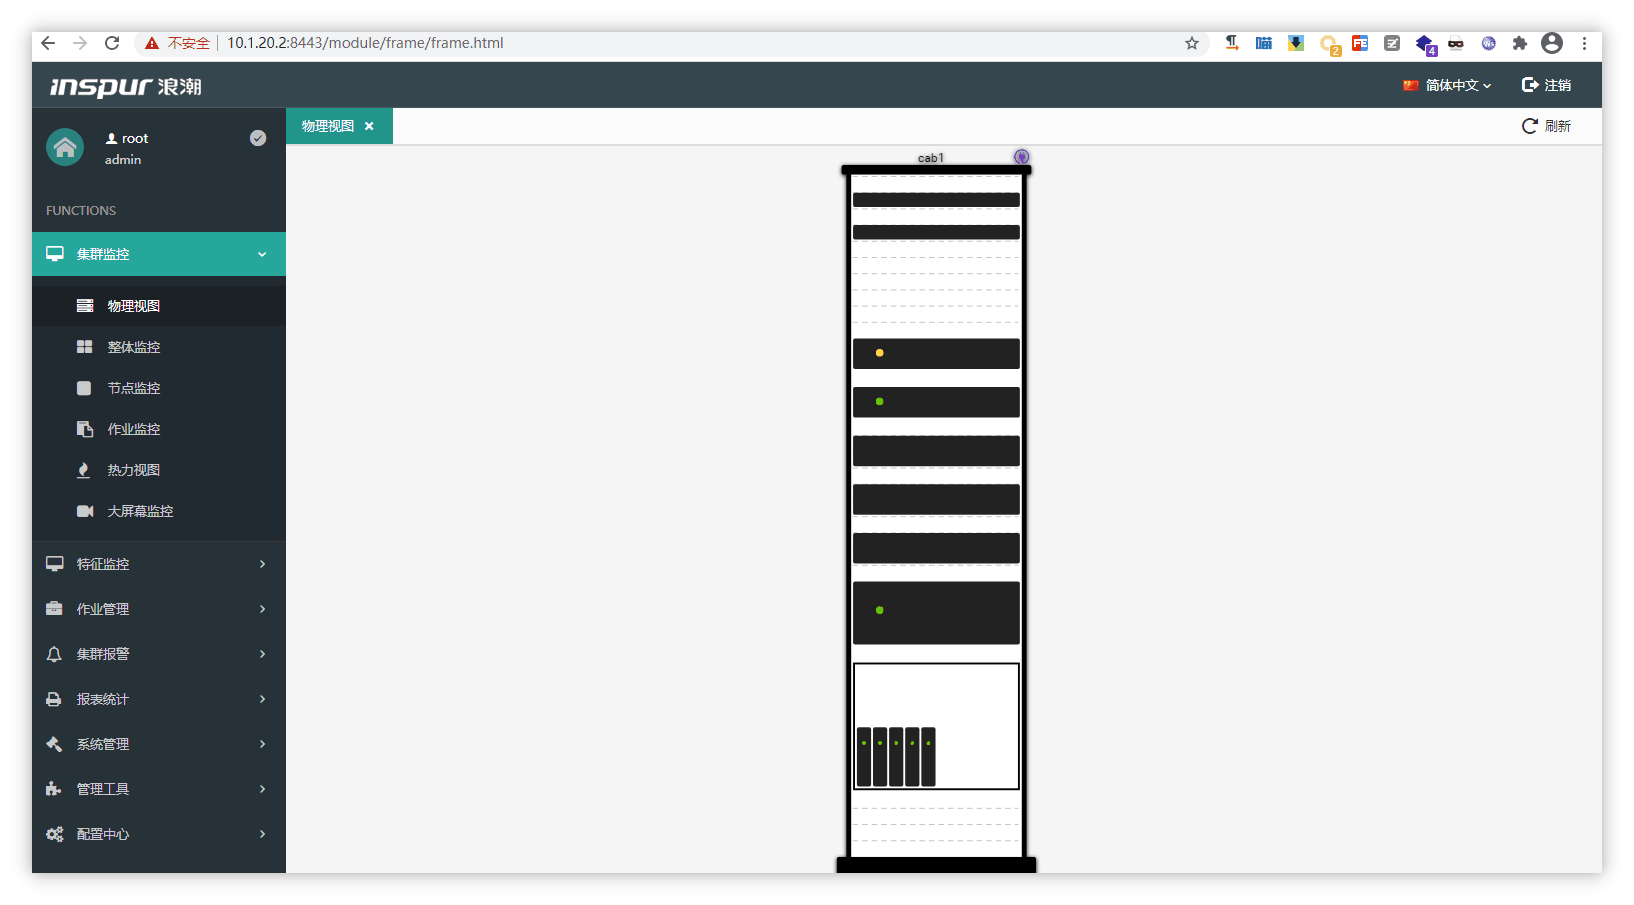 不安全 10.1.20.2:8443/module/frame/frame.html
2
4
inspur 浪潮
简体中文 注销
root
admin
物理视图
刷新
FUNCTIONS
集群监控
物理视图
整体监控
节点监控
作业监控
热力视图
大屏幕监控
特征监控
作业管理
集群报警
报表统计
系统管理
管理工具
配置中心
cab1